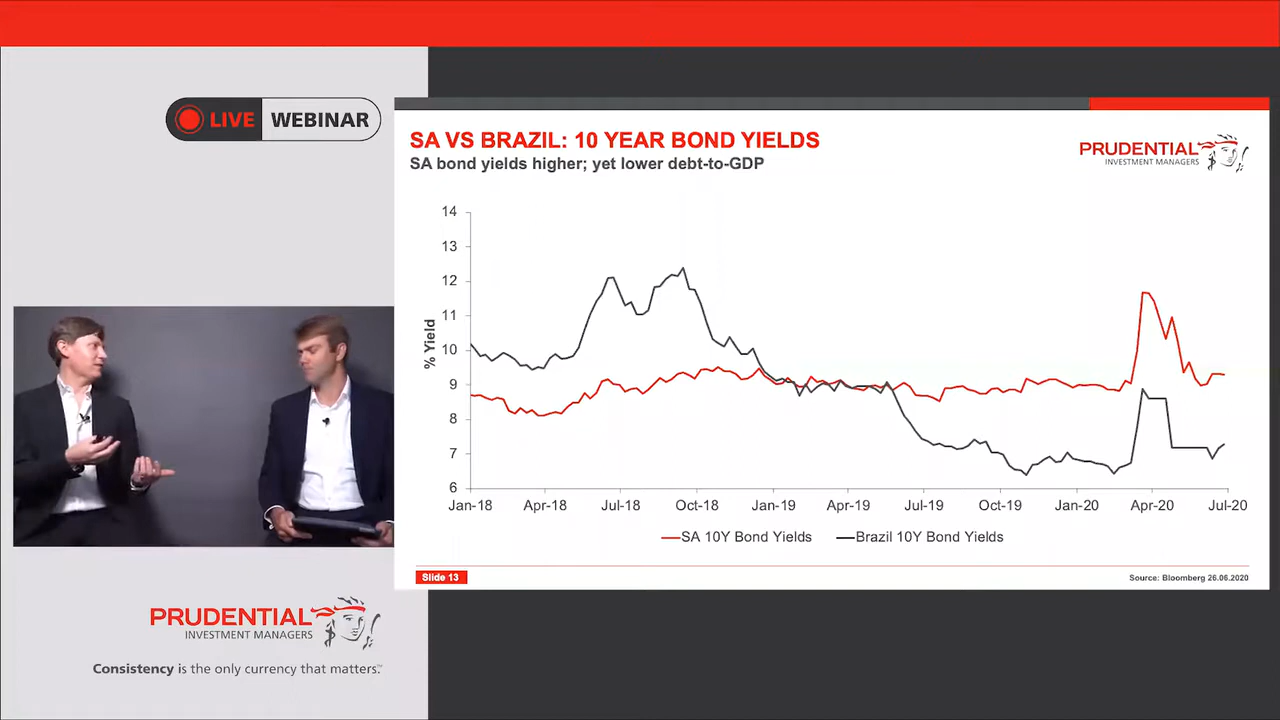 LIVE WEBINAR
PRUDENTIAL
INVESTMENT MANAGERS
Consistency is the only currency that matters.™
SA VS BRAZIL: 10 YEAR BOND YIELDS
SA bond yields higher; yet lower debt-to-GDP
PRUDENTIAL
INVESTMENT MANAGERS
% Yield
14
13
12
11
10
9
8
7
6
Jan-18 Apr-18 Jul-18 Oct-18 Jan-19 Apr-19 Jul-19 Oct-19 Jan-20 Apr-20 Jul-20
SA 10Y Bond Yields Brazil 10Y Bond Yields
Slide 13
Source: Bloomberg 26.06.2020